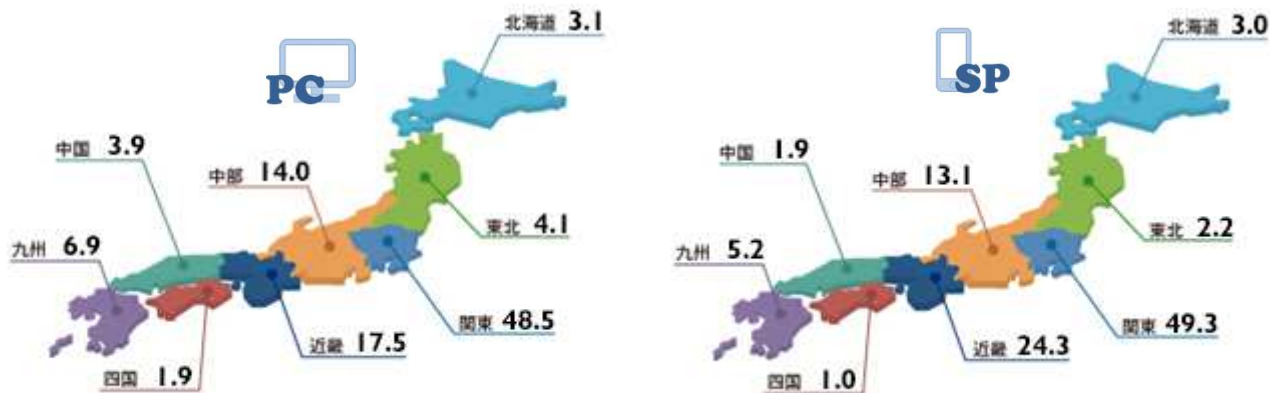 北海道 3.1
PC
中国 3.9
中部 14.0
東北 4.1
九州 6.9
関東 48.5
近畿 17.5
四国 1.9
北海道 3.0
SP
中国 1.9
中部 13.1
東北 2.2
九州 5.2
関東 49.3
近畿 24.3
四国 1.0